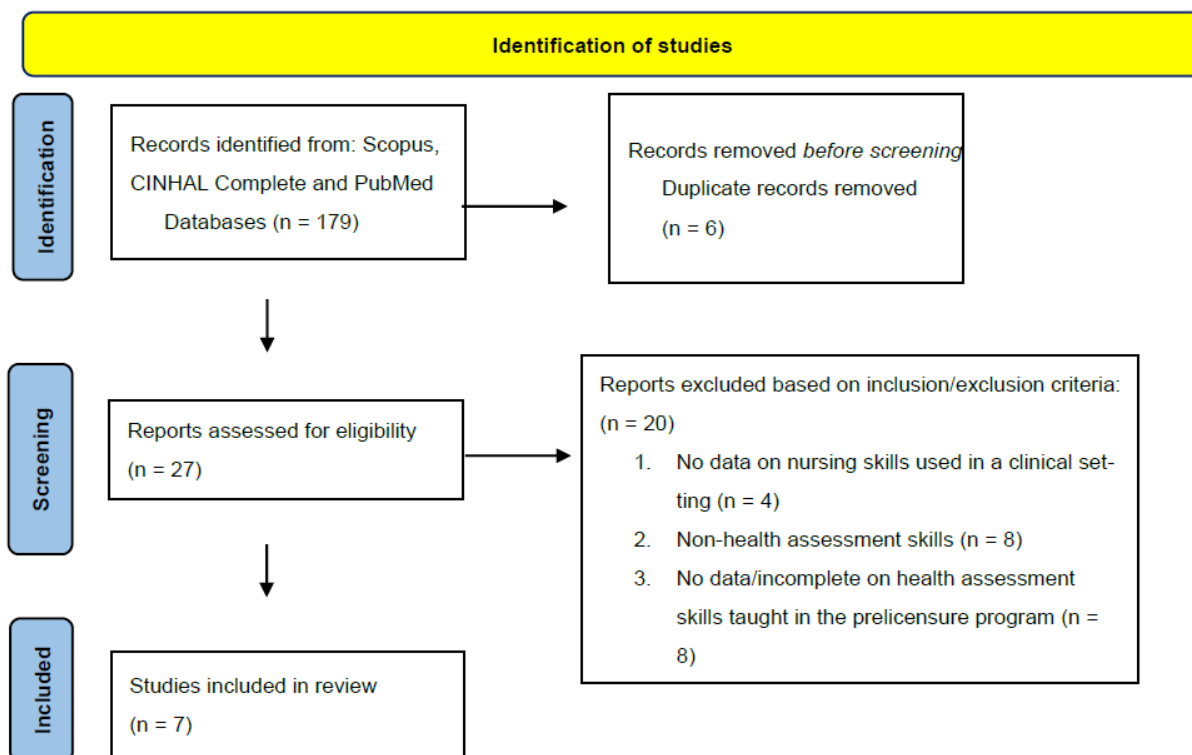 Identification of studies
Identification
Records identified from: Scopus,
CINHAL Complete and PubMed
Databases (n = 179)
Records removed before screening
Duplicate records removed
(n = 6)
Screening
Reports assessed for eligibility
(n = 27)
Reports excluded based on inclusion/exclusion criteria:
(n = 20)
1. No data on nursing skills used in a clinical set-
ting (n = 4)
2. Non-health assessment skills (n = 8)
3. No data/incomplete on health assessment
skills taught in the prelicensure program (n =
8)
Included
Studies included in review
(n = 7)